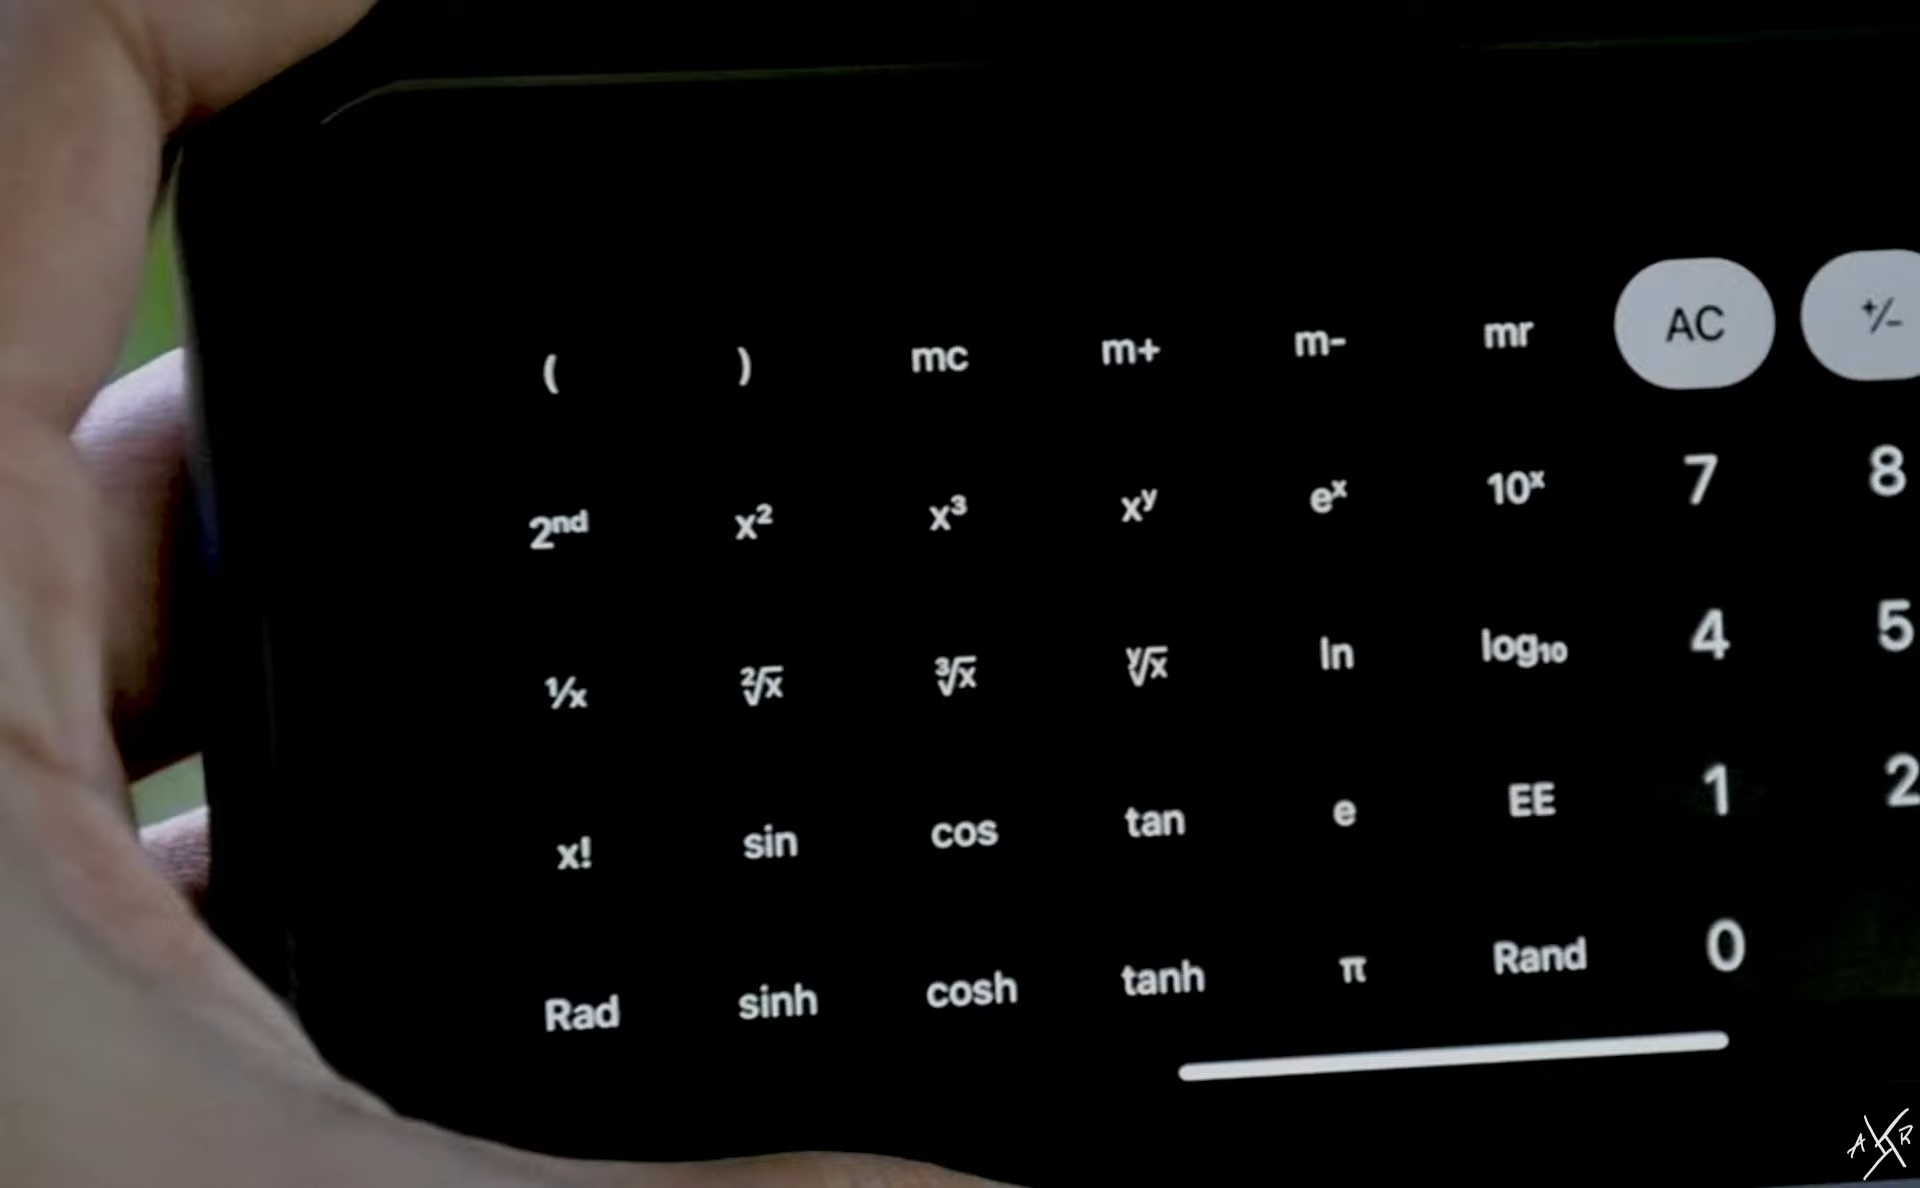 ( ) mc m+ m- mr AC +/-
2ⁿᵈ x² x³ xʸ eˣ 10ˣ 7 8
1/x ²√x ³√x ʸ√x ln log₁₀ 4 5
x! sin cos tan e EE 1 2
Rad sinh cosh tanh π Rand 0
AXR